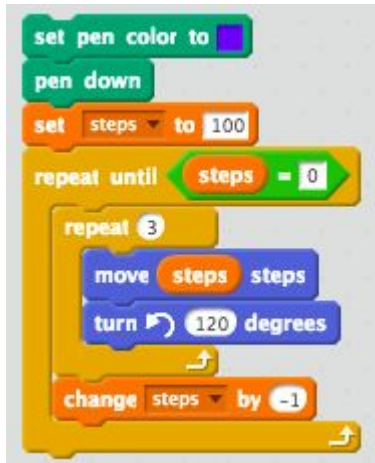 set pen color to
pen down
set steps to 100
repeat until steps = 0
repeat 3
move steps steps
turn 120 degrees
change steps by -1